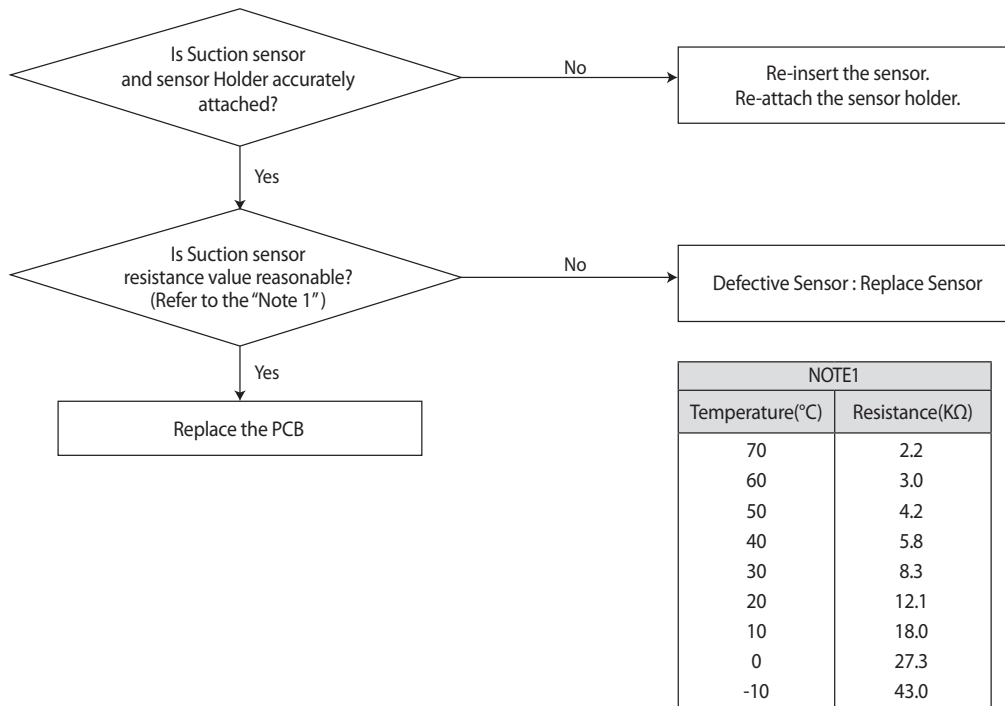 Is Suction sensor
and sensor Holder accurately
attached?
No
Re-insert the sensor.
Re-attach the sensor holder.
Yes
Is Suction sensor
resistance value reasonable?
(Refer to the “Note 1”)
No
Defective Sensor : Replace Sensor
Yes
Replace the PCB
NOTE1
Temperature(°C) Resistance(KΩ)
70 2.2
60 3.0
50 4.2
40 5.8
30 8.3
20 12.1
10 18.0
0 27.3
-10 43.0